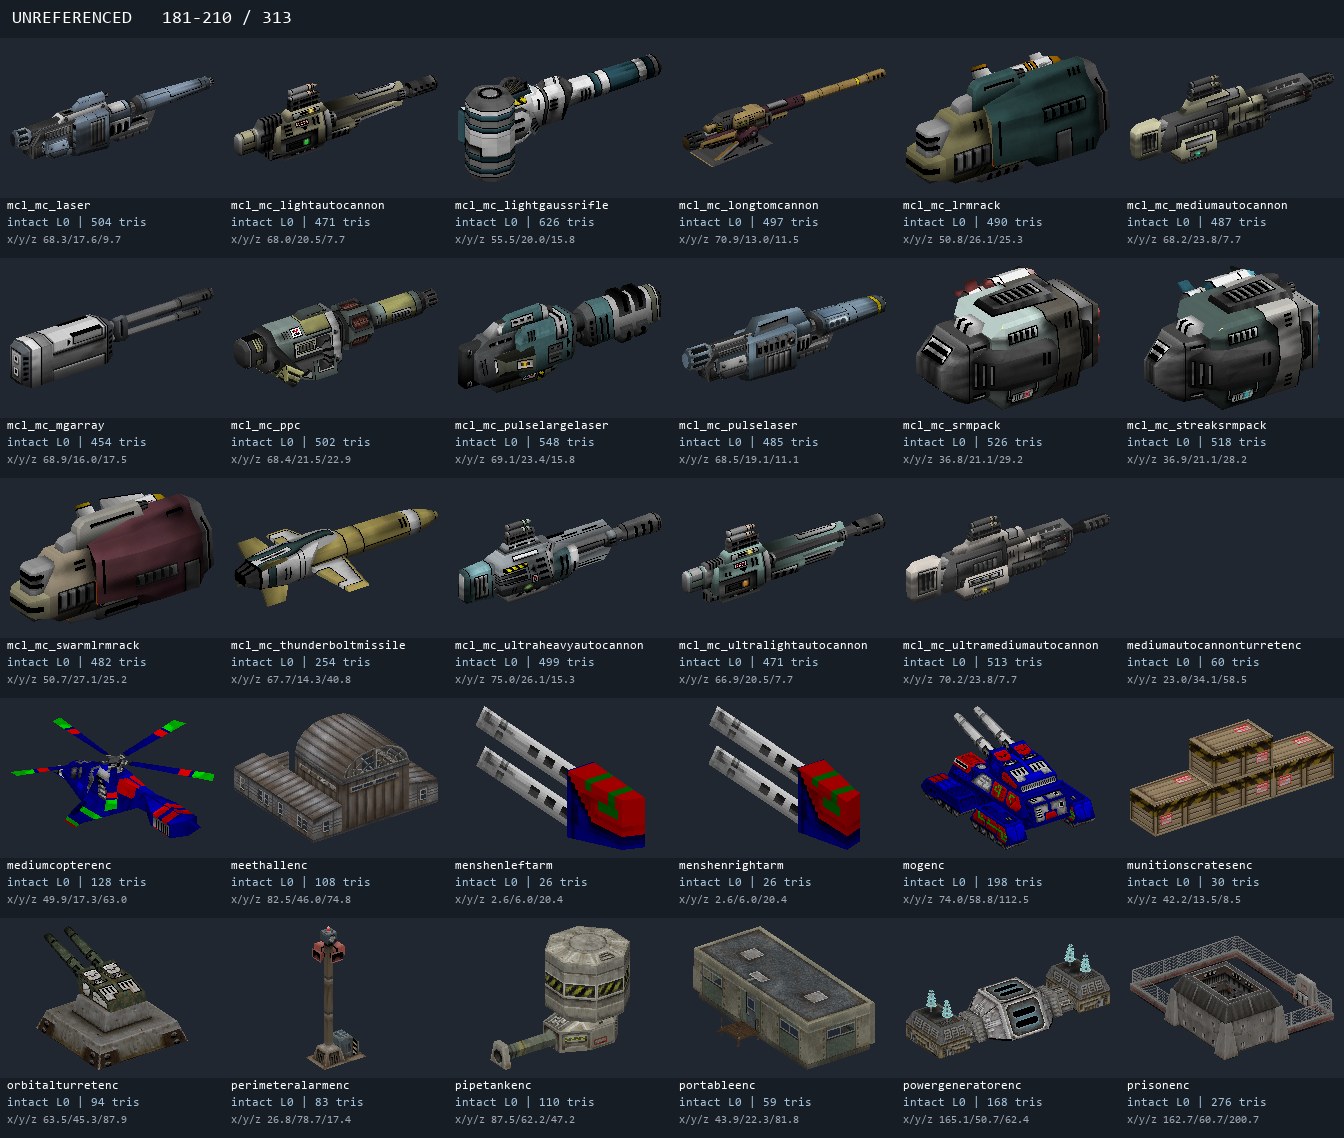 UNREFERENCED 181-210 / 313
mcl_mc_laser
intact L0 | 504 tris
x/y/z 68.3/17.6/9.7
mcl_mc_lightautocannon
intact L0 | 471 tris
x/y/z 68.0/20.5/7.7
mcl_mc_lightgaussrifle
intact L0 | 626 tris
x/y/z 55.5/20.0/15.8
mcl_mc_longtomcannon
intact L0 | 497 tris
x/y/z 70.9/13.0/11.5
mcl_mc_lrmrack
intact L0 | 490 tris
x/y/z 50.8/26.1/25.3
mcl_mc_mediumautocannon
intact L0 | 487 tris
x/y/z 68.2/23.8/7.7
mcl_mc_mgarray
intact L0 | 454 tris
x/y/z 68.9/16.0/17.5
mcl_mc_ppc
intact L0 | 502 tris
x/y/z 68.4/21.5/22.9
mcl_mc_pulselargelaser
intact L0 | 548 tris
x/y/z 69.1/23.4/15.8
mcl_mc_pulselaser
intact L0 | 485 tris
x/y/z 68.5/19.1/11.1
mcl_mc_srmpack
intact L0 | 526 tris
x/y/z 36.8/21.1/29.2
mcl_mc_streaksrmpack
intact L0 | 518 tris
x/y/z 36.9/21.1/28.2
mcl_mc_swarmlrmrack
intact L0 | 482 tris
x/y/z 50.7/27.1/25.2
mcl_mc_thunderboltmissile
intact L0 | 254 tris
x/y/z 67.7/14.3/40.8
mcl_mc_ultraheavyautocannon
intact L0 | 499 tris
x/y/z 75.0/26.1/15.3
mcl_mc_ultralightautocannon
intact L0 | 471 tris
x/y/z 66.9/20.5/7.7
mcl_mc_ultramediumautocannon
intact L0 | 513 tris
x/y/z 70.2/23.8/7.7
mediumautocannonturretenc
intact L0 | 60 tris
x/y/z 23.0/34.1/58.5
mediumcopterenc
intact L0 | 128 tris
x/y/z 49.9/17.3/63.0
meethallenc
intact L0 | 108 tris
x/y/z 82.5/46.0/74.8
menshenleftarm
intact L0 | 26 tris
x/y/z 2.6/6.0/20.4
menshenrightarm
intact L0 | 26 tris
x/y/z 2.6/6.0/20.4
mogenc
intact L0 | 198 tris
x/y/z 74.0/58.8/112.5
munitionscratesenc
intact L0 | 30 tris
x/y/z 42.2/13.5/8.5
orbitalturretenc
intact L0 | 94 tris
x/y/z 63.5/45.3/87.9
perimeteralarmenc
intact L0 | 83 tris
x/y/z 26.8/78.7/17.4
pipetankenc
intact L0 | 110 tris
x/y/z 87.5/62.2/47.2
portableenc
intact L0 | 59 tris
x/y/z 43.9/22.3/81.8
powergeneratorenc
intact L0 | 168 tris
x/y/z 165.1/50.7/62.4
prisonenc
intact L0 | 276 tris
x/y/z 162.7/60.7/200.7